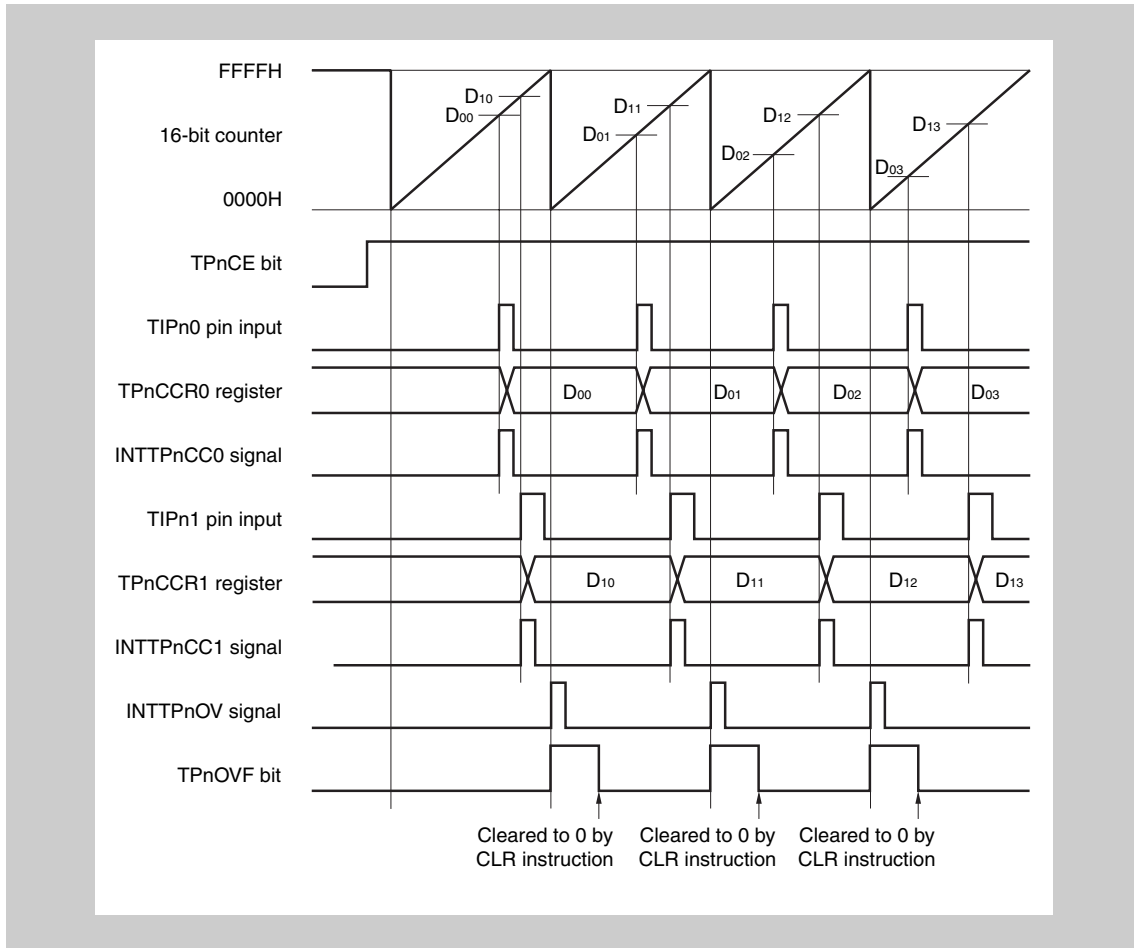 FFFFH
D10
D00
D11
D01
D12
D02
D13
D03
16-bit counter
0000H
TPnCE bit
TIPn0 pin input
TPnCCR0 register
D00
D01
D02
D03
INTTPnCC0 signal
TIPn1 pin input
TPnCCR1 register
D10
D11
D12
D13
INTTPnCC1 signal
INTTPnOV signal
TPnOVF bit
Cleared to 0 by
CLR instruction
Cleared to 0 by
CLR instruction
Cleared to 0 by
CLR instruction